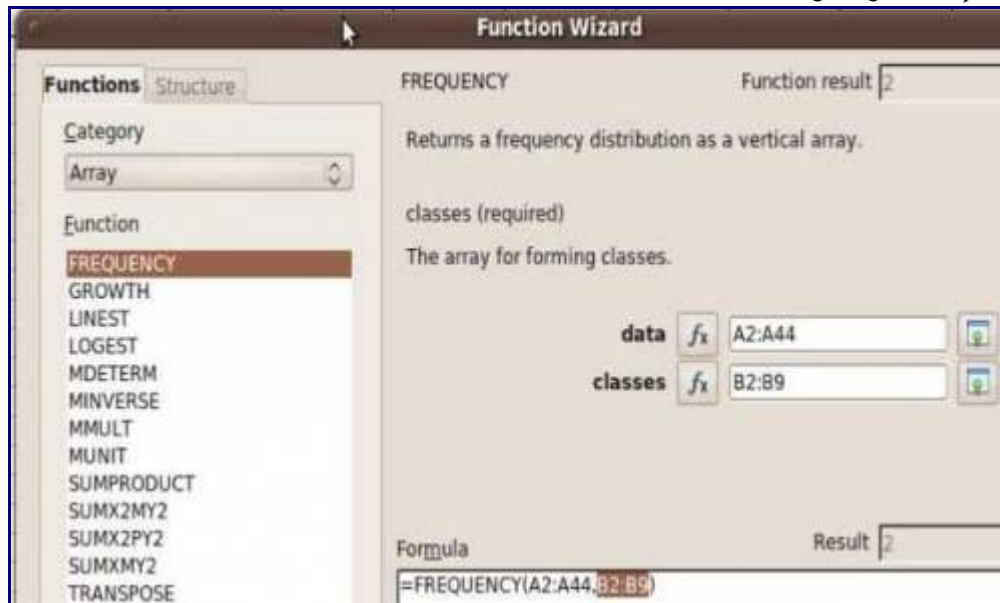 Function Wizard
Functions Structure
Category
Array
Function
FREQUENCY
GROWTH
LINEST
LOGEST
MDETERM
MINVERSE
MMULT
MUNIT
SUMPRODUCT
SUMX2MY2
SUMX2PY2
SUMXMY2
TRANSPOSE
FREQUENCY Function result 2
Returns a frequency distribution as a vertical array.
classes (required)
The array for forming classes.
data fx A2:A44
classes fx B2:B9
Formula Result 2
=FREQUENCY(A2:A44,B2:B9)